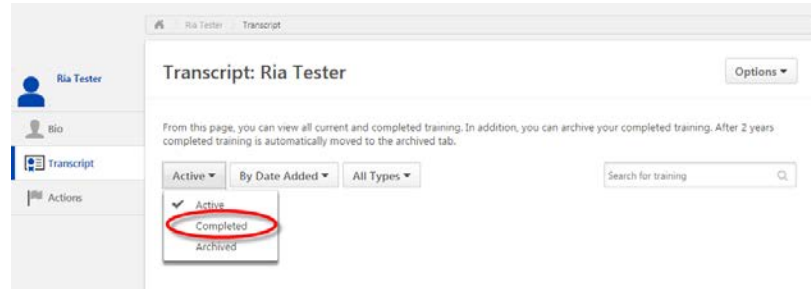 Ria Tester Transcript
Ria Tester
Transcript: Ria Tester
Options
Bio
From this page, you can view all current and completed training. In addition, you can archive your completed training. After 2 years
completed training is automatically moved to the archived tab.
Transcript
Active By Date Added All Types Search for training
Actions
Active
Completed
Archived